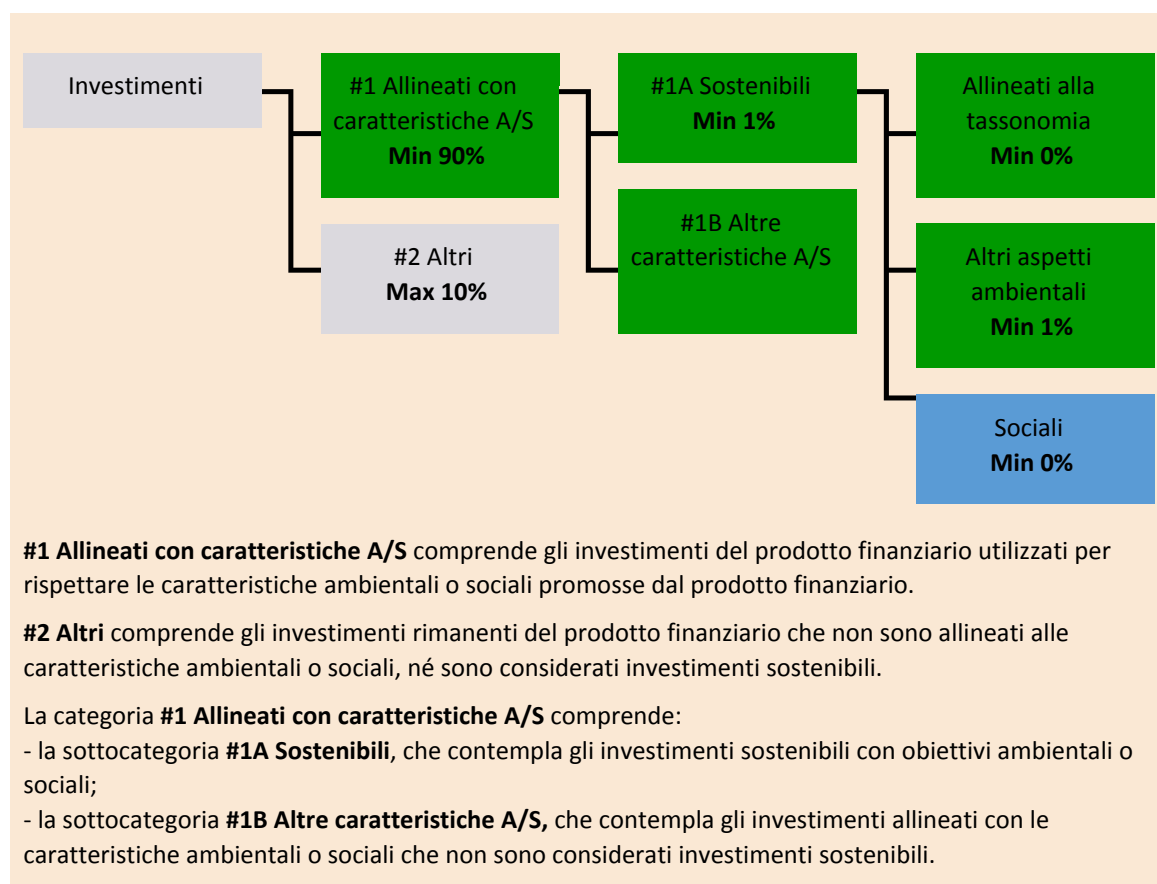 Investimenti
#1 Allineati con
caratteristiche A/S
Min 90%
#2 Altri
Max 10%
#1A Sostenibili
Min 1%
#1B Altre
caratteristiche A/S
Allineati alla
tassonomia
Min 0%
Altri aspetti
ambientali
Min 1%
Sociali
Min 0%
#1 Allineati con caratteristiche A/S comprende gli investimenti del prodotto finanziario utilizzati per
rispettare le caratteristiche ambientali o sociali promosse dal prodotto finanziario.
#2 Altri comprende gli investimenti rimanenti del prodotto finanziario che non sono allineati alle
caratteristiche ambientali o sociali, né sono considerati investimenti sostenibili.
La categoria #1 Allineati con caratteristiche A/S comprende:
- la sottocategoria #1A Sostenibili, che contempla gli investimenti sostenibili con obiettivi ambientali o
sociali;
- la sottocategoria #1B Altre caratteristiche A/S, che contempla gli investimenti allineati con le
caratteristiche ambientali o sociali che non sono considerati investimenti sostenibili.